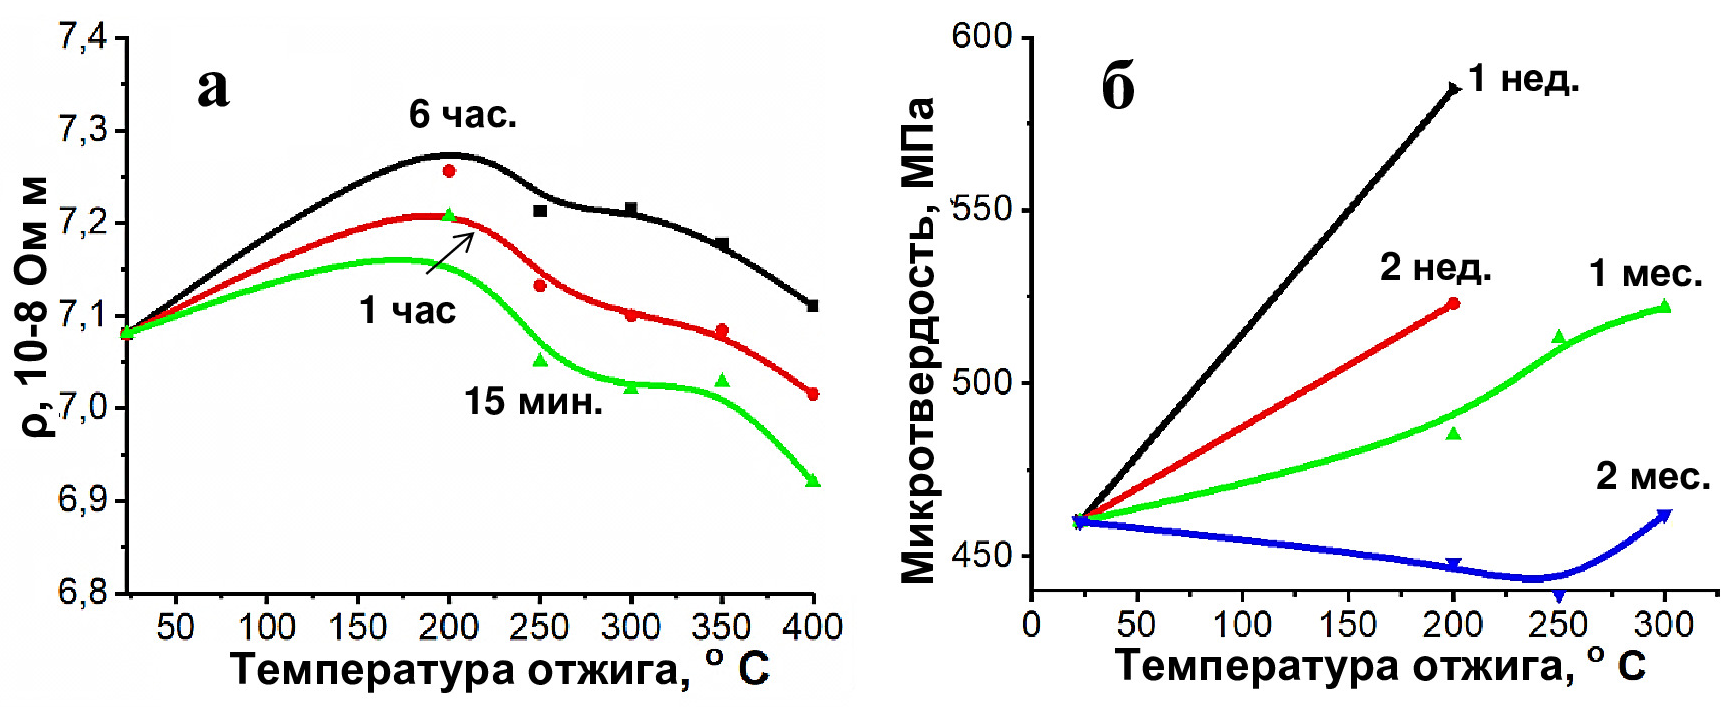 а
ρ, 10-8 Ом м
7,4
7,3
7,2
7,1
7,0
6,9
6,8
6 час.
1 час
15 мин.
50 100 150 200 250 300 350 400
Температура отжига, ° С
б
Микротвердость, МПа
600
550
500
450
1 нед.
2 нед.
1 мес.
2 мес.
0 50 100 150 200 250 300
Температура отжига, ° С